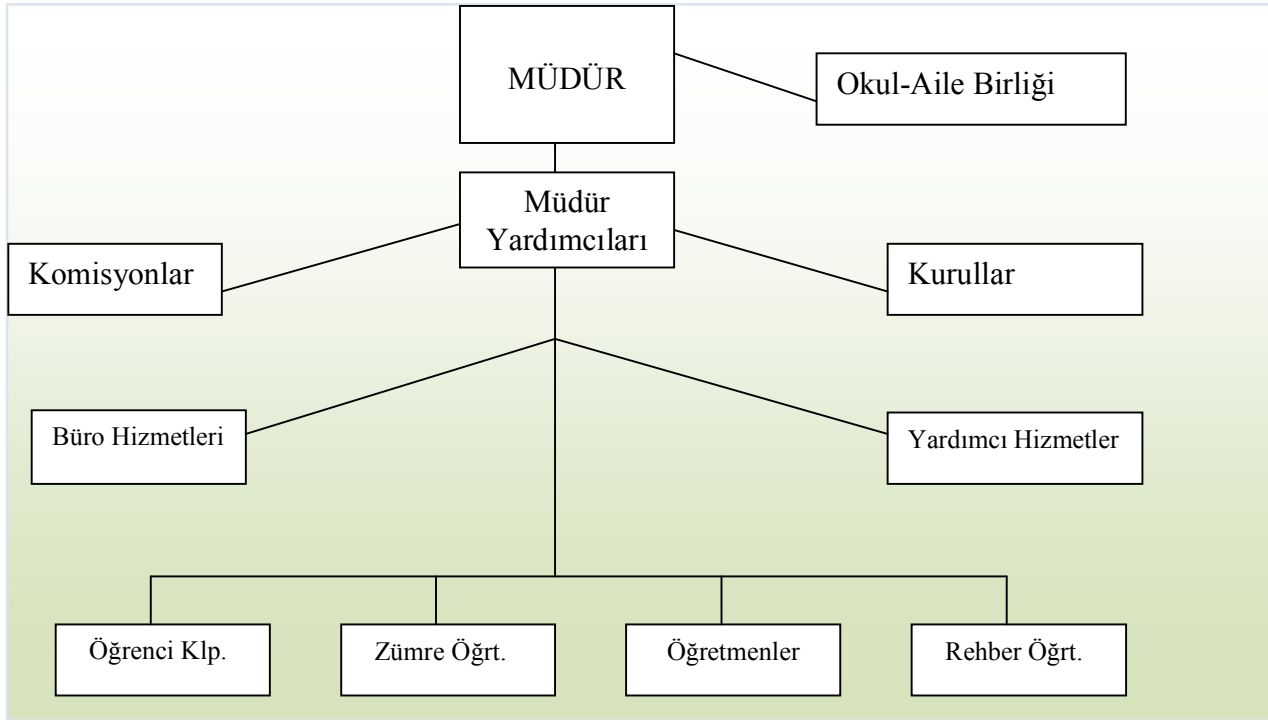 MÜDÜR
Okul-Aile Birliği
Müdür
Yardımcıları
Komisyonlar
Kurullar
Büro Hizmetleri
Yardımcı Hizmetler
Öğrenci Klp.
Zümre Öğrt.
Öğretmenler
Rehber Öğrt.